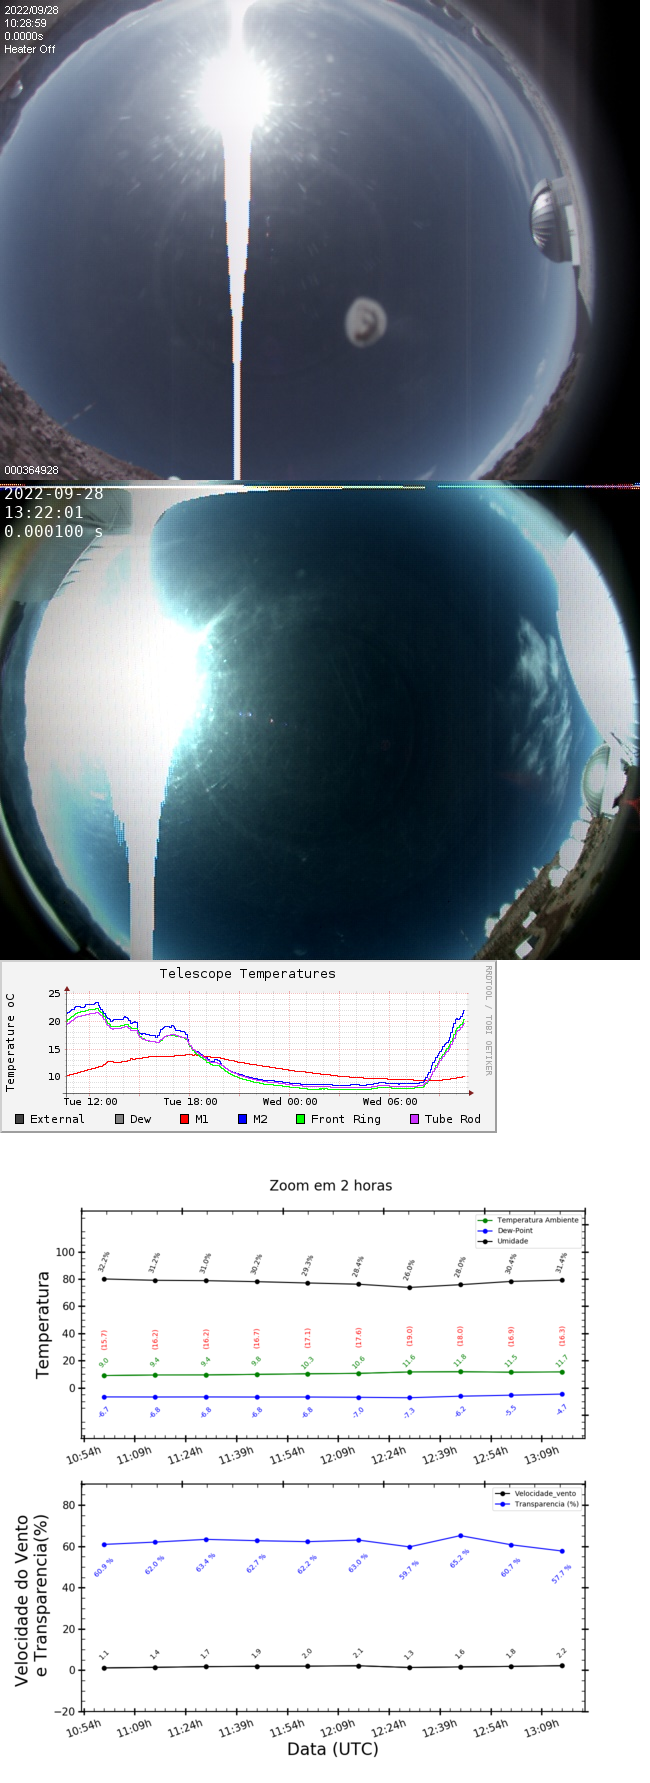 2022/09/28
10:28:59
0.0000s
Heater Off
000364928
2022-09-28
13:22:01
0.000100 s
Telescope Temperatures
Temperature oC
25
20
15
10
Tue 12:00 Tue 18:00 Wed 00:00 Wed 06:00
External Dew M1 M2 Front Ring Tube Rod
RRDTOOL / TOBI OETIKER
Zoom em 2 horas
Temperatura Ambiente
Dew-Point
Umidade
Temperatura
100
80
60
40
20
0
32.2% 31.2% 31.0% 30.2% 29.3% 28.4% 26.0% 28.0% 30.4% 31.4%
(15.7) (16.2) (16.2) (16.7) (17.1) (17.6) (19.0) (18.0) (16.9) (16.3)
9.0 9.4 9.4 9.8 10.3 10.6 11.6 11.8 11.5 11.7
-6.7 -6.8 -6.8 -6.8 -6.8 -7.0 -7.3 -6.2 -5.5 -4.7
10:54h 11:09h 11:24h 11:39h 11:54h 12:09h 12:24h 12:39h 12:54h 13:09h
Velocidade_vento
Transparencia (%)
Velocidade do Vento
e Transparencia(%)
80
60
40
20
0
−20
60.9 % 62.0 % 63.4 % 62.7 % 62.2 % 63.0 % 59.7 % 65.2 % 60.7 % 57.7 %
1.1 1.4 1.7 1.9 2.0 2.1 1.3 1.6 1.8 2.2
10:54h 11:09h 11:24h 11:39h 11:54h 12:09h 12:24h 12:39h 12:54h 13:09h
Data (UTC)